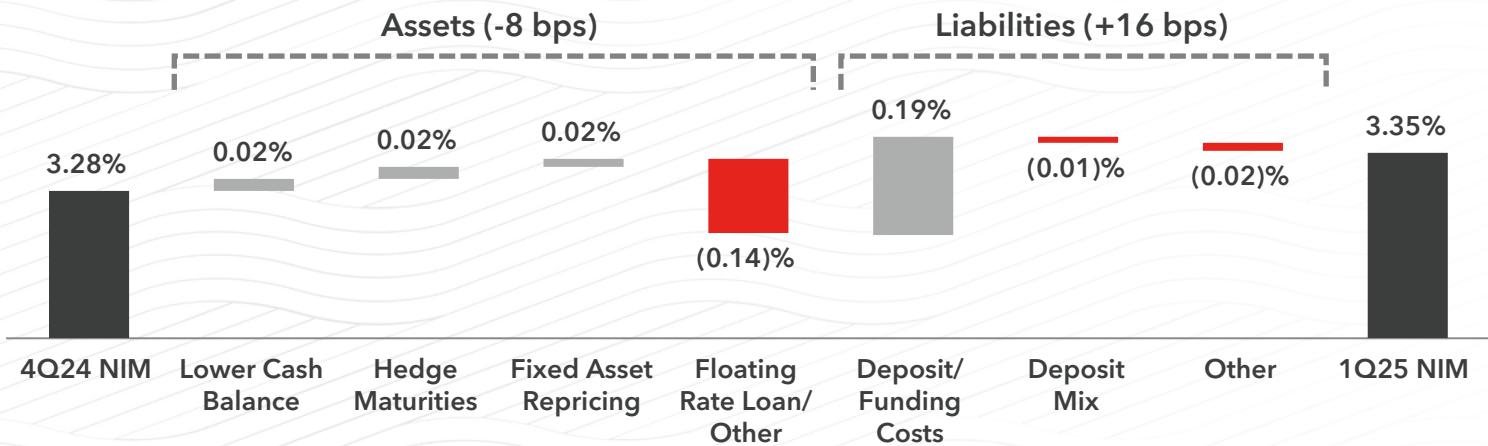 Assets (-8 bps)
Liabilities (+16 bps)
3.28%
0.02%
0.02%
0.02%
(0.14)%
0.19%
(0.01)%
(0.02)%
3.35%
4Q24 NIM
Lower Cash
Balance
Hedge
Maturities
Fixed Asset
Repricing
Floating
Rate Loan/
Other
Deposit/
Funding
Costs
Deposit
Mix
Other
1Q25 NIM